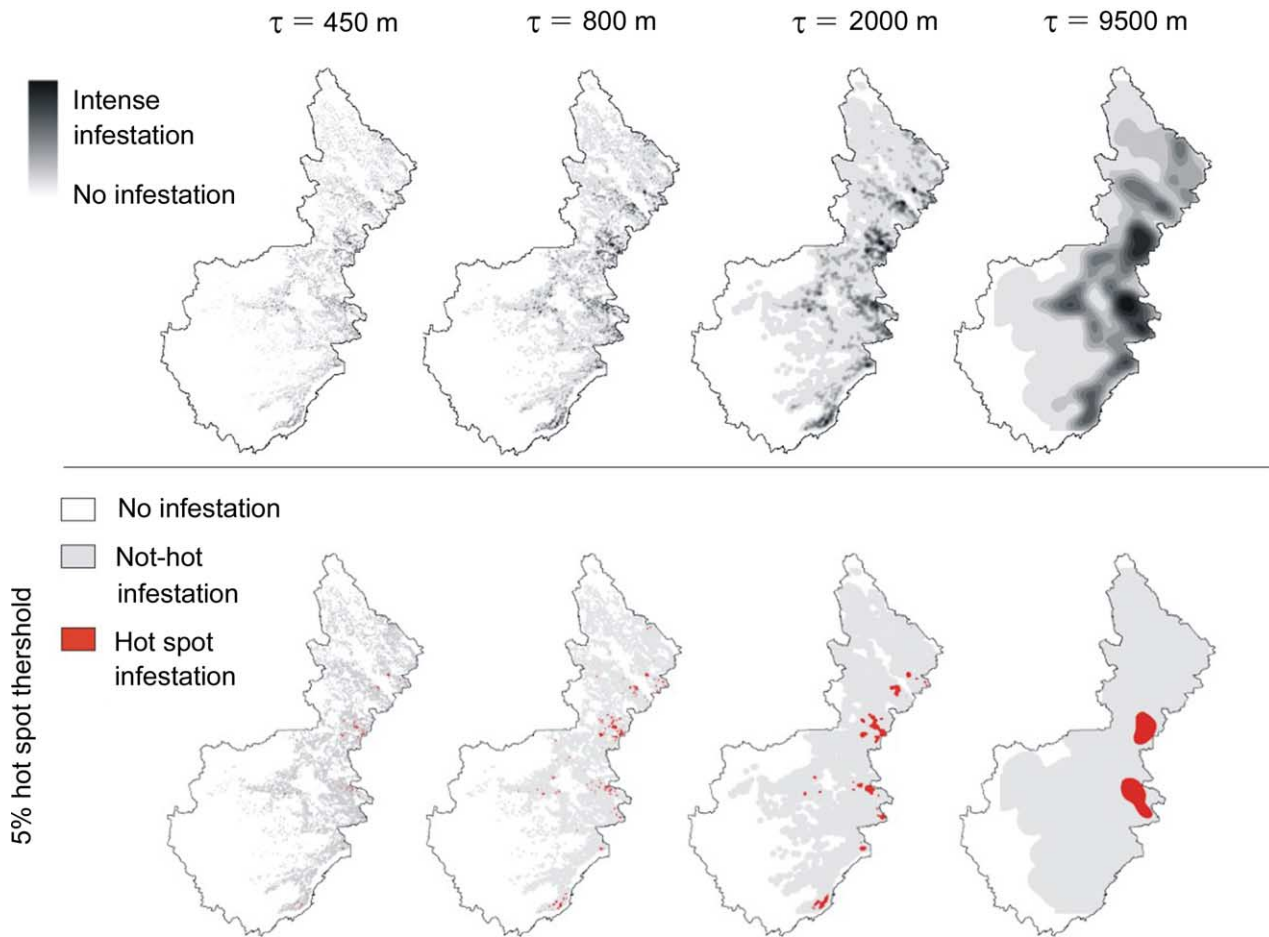 τ = 450 m
τ = 800 m
τ = 2000 m
τ = 9500 m
Intense
infestation
No infestation
No infestation
Not-hot
infestation
Hot spot
infestation
5% hot spot thershold